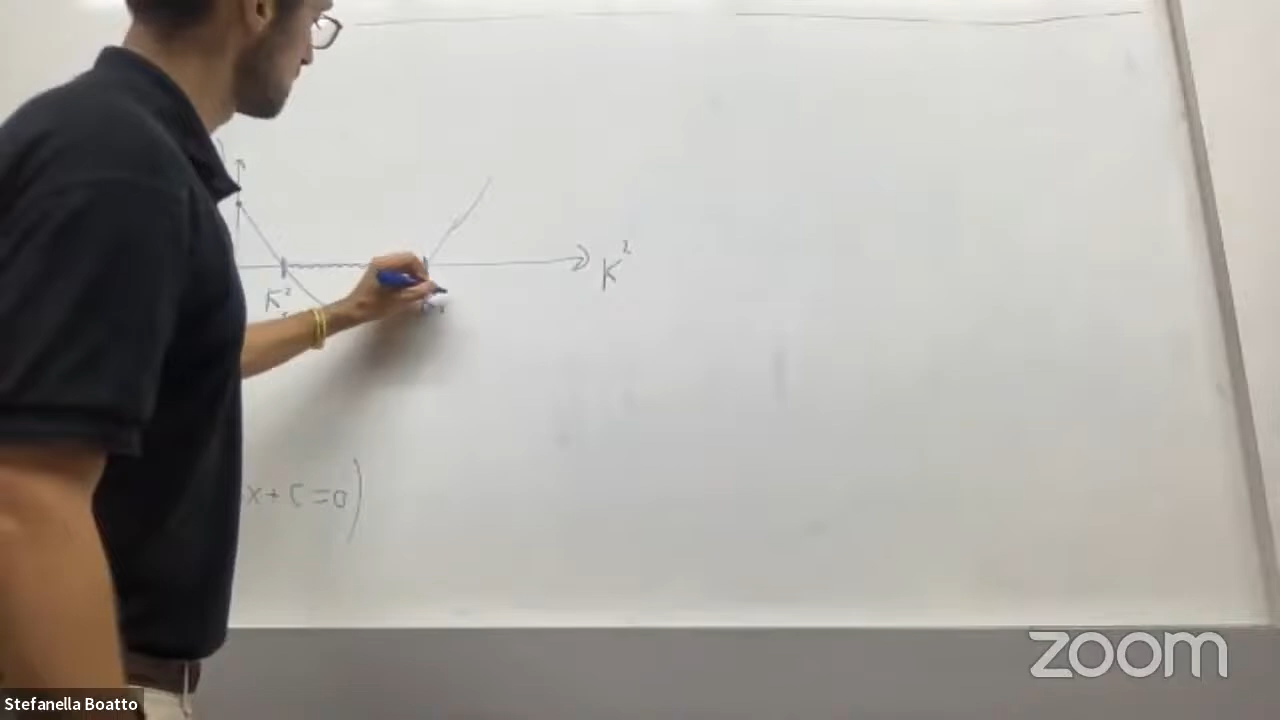 K²
K²
x + C = 0)
zoom
Stefanella Boatto